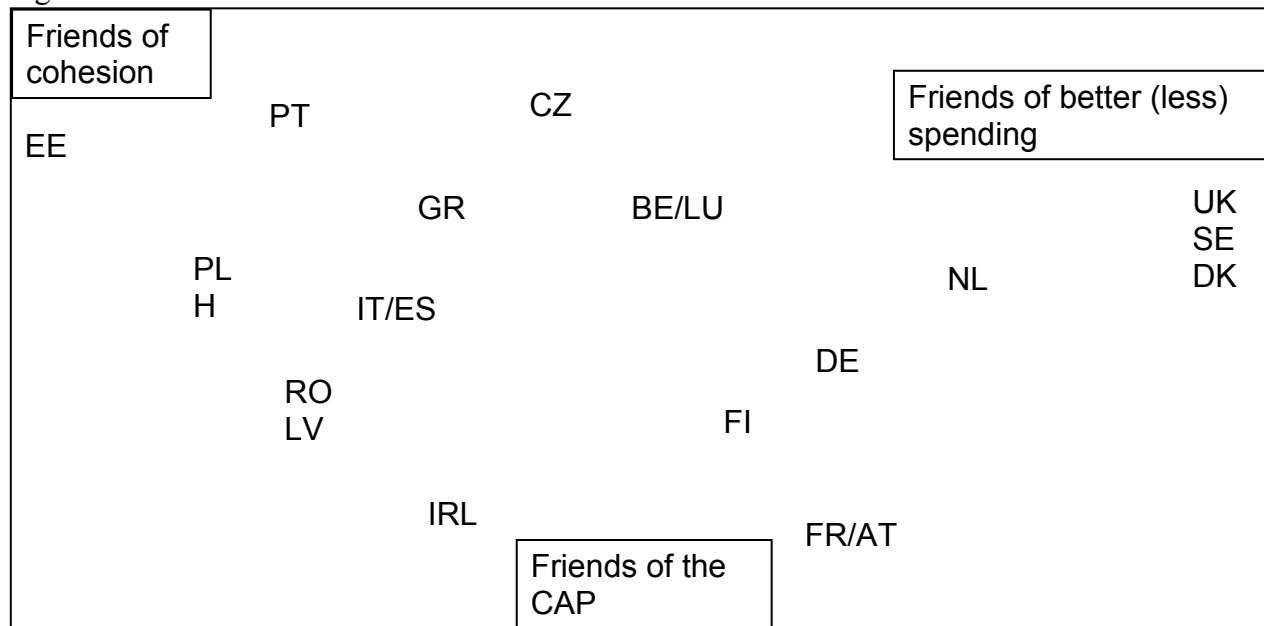 Friends of
cohesion
Friends of better (less)
spending
CZ
PT
EE
GR
BE/LU
UK
SE
DK
PL
H
NL
IT/ES
DE
RO
LV
FI
IRL
FR/AT
Friends of the
CAP